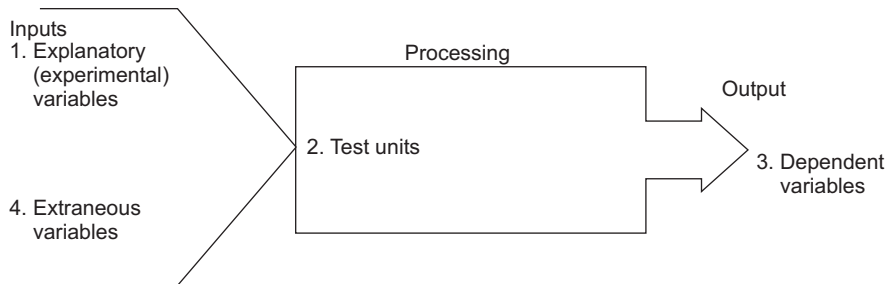 Inputs
1. Explanatory
(experimental)
variables
4. Extraneous
variables
Processing
2. Test units
Output
3. Dependent
variables